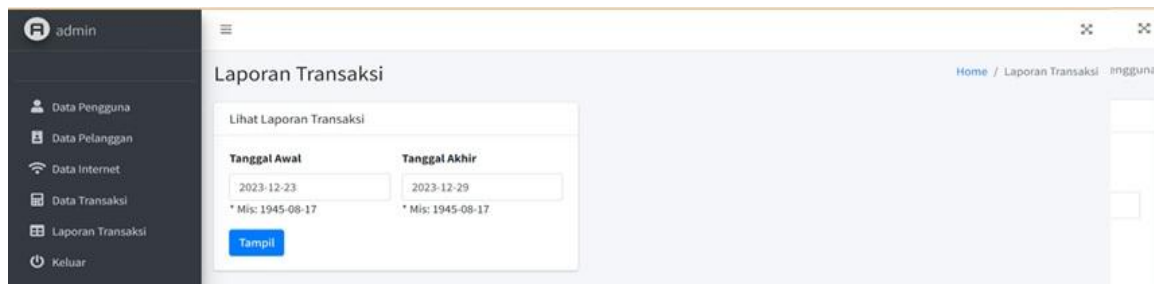 admin
Laporan Transaksi
Home / Laporan Transaksi
engguna
Data Pengguna
Data Pelanggan
Data Internet
Data Transaksi
Laporan Transaksi
Keluar
Lihat Laporan Transaksi
Tanggal Awal Tanggal Akhir
2023-12-23 2023-12-29
* Mis: 1945-08-17 * Mis: 1945-08-17
Tampil